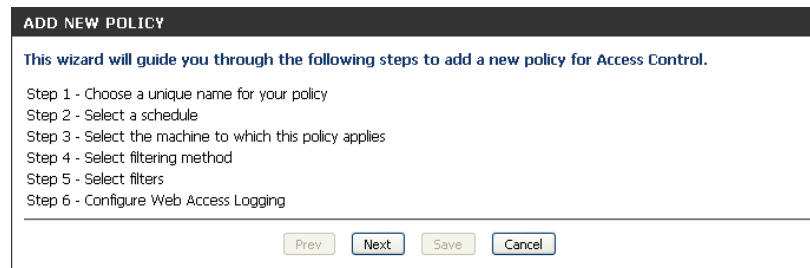 ADD NEW POLICY
This wizard will guide you through the following steps to add a new policy for Access Control.
Step 1 - Choose a unique name for your policy
Step 2 - Select a schedule
Step 3 - Select the machine to which this policy applies
Step 4 - Select filtering method
Step 5 - Select filters
Step 6 - Configure Web Access Logging
Prev Next Save Cancel